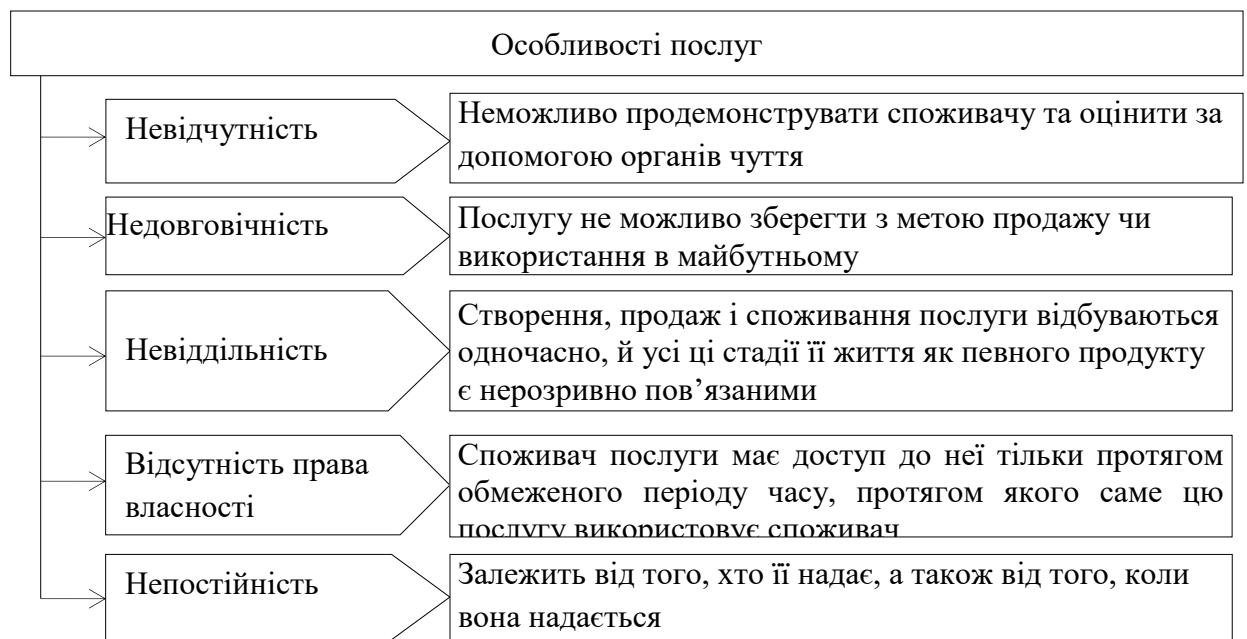 Особливості послуг
Невідчутність
Неможливо продемонструвати споживачу та оцінити за
допомогою органів чуття
Недовговічність
Послугу не можливо зберегти з метою продажу чи
використання в майбутньому
Невіддільність
Створення, продаж і споживання послуги відбуваються
одночасно, й усі ці стадії її життя як певного продукту
є нерозривно пов’язаними
Відсутність права
власності
Споживач послуги має доступ до неї тільки протягом
обмеженого періоду часу, протягом якого саме цю
послугу використовує споживач
Непостійність
Залежить від того, хто її надає, а також від того, коли
вона надається